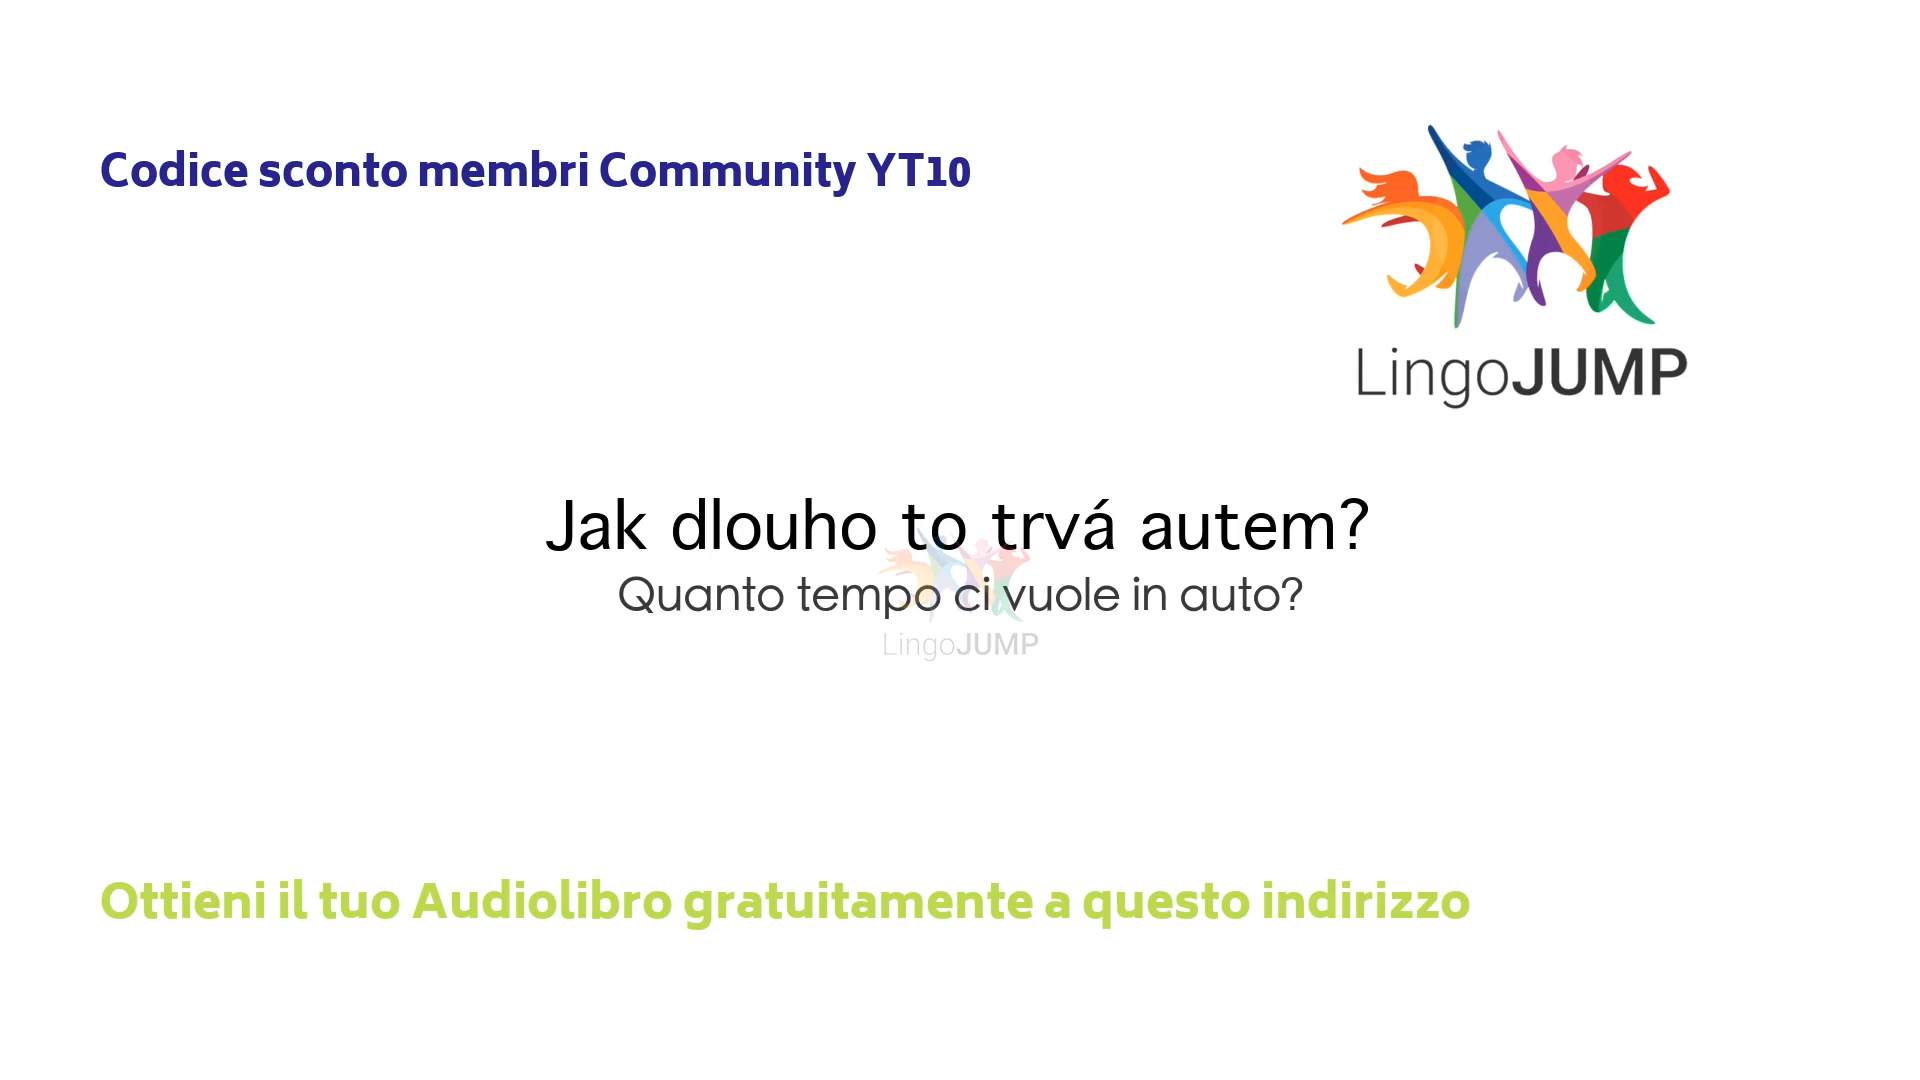 Codice sconto membri Community YT10
LingoJUMP
Jak dlouho to trvá autem?
Quanto tempo ci vuole in auto?
LingoJUMP
Ottieni il tuo Audiolibro gratuitamente a questo indirizzo